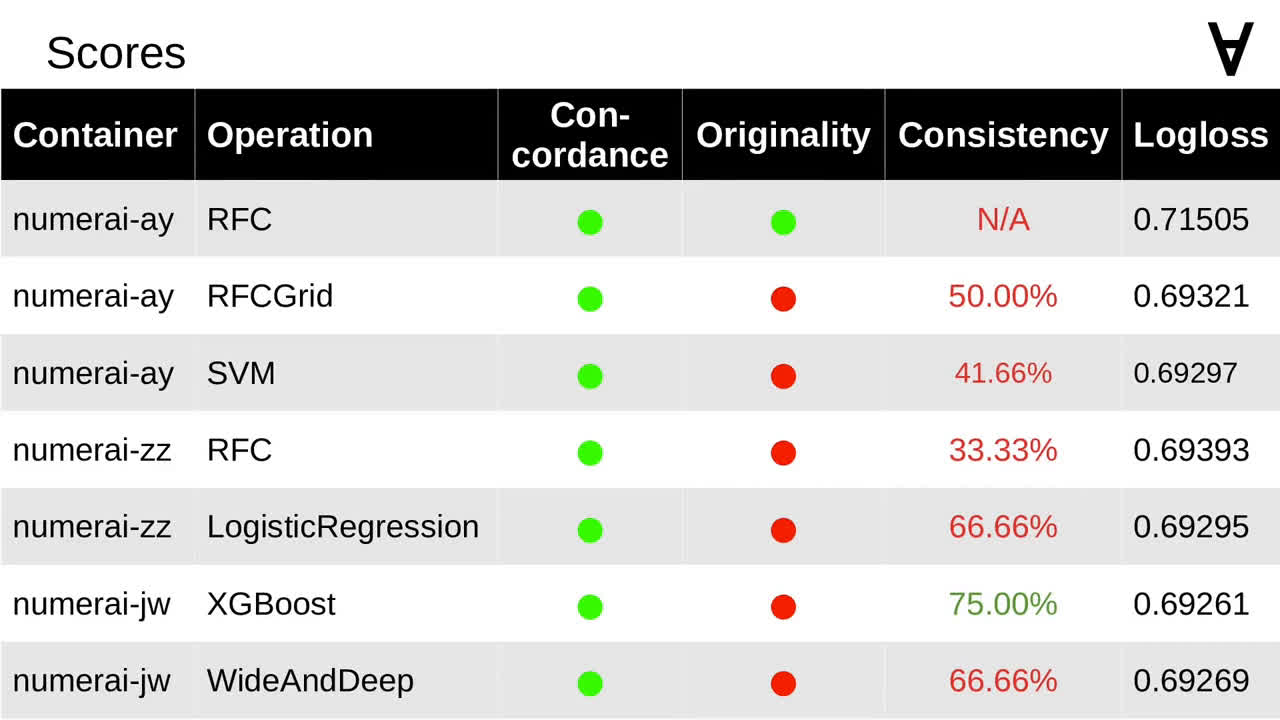 Scores
∀
Container Operation Con-cordance Originality Consistency Logloss
numerai-ay RFC N/A 0.71505
numerai-ay RFCGrid 50.00% 0.69321
numerai-ay SVM 41.66% 0.69297
numerai-zz RFC 33.33% 0.69393
numerai-zz LogisticRegression 66.66% 0.69295
numerai-jw XGBoost 75.00% 0.69261
numerai-jw WideAndDeep 66.66% 0.69269